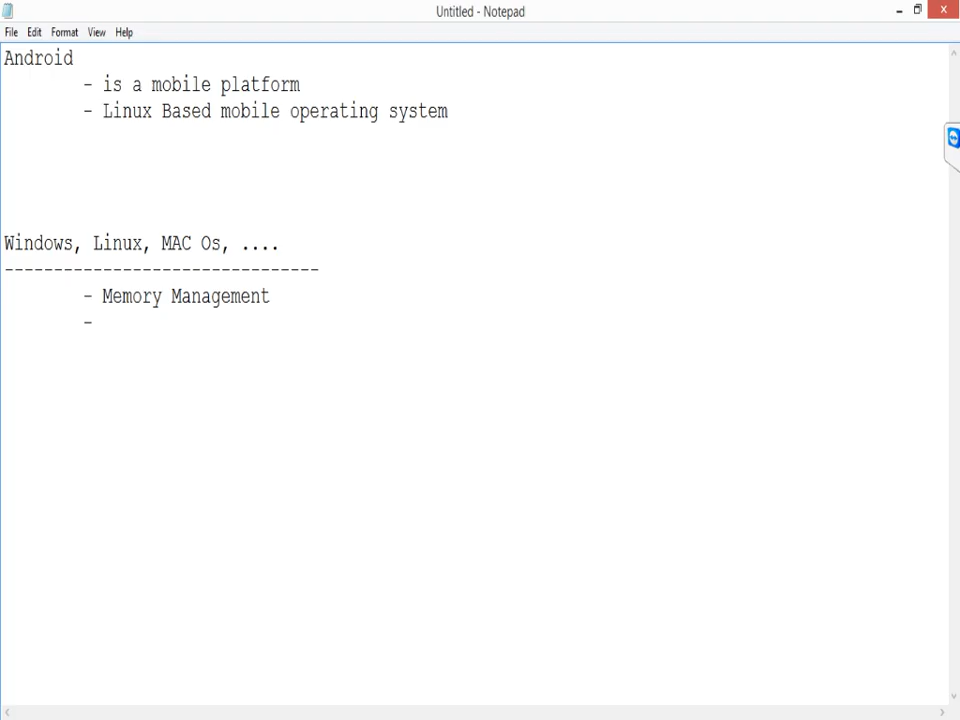 Untitled - Notepad
File Edit Format View Help
Android
- is a mobile platform
- Linux Based mobile operating system
Windows, Linux, MAC Os, ....
--------------------------------
- Memory Management
-